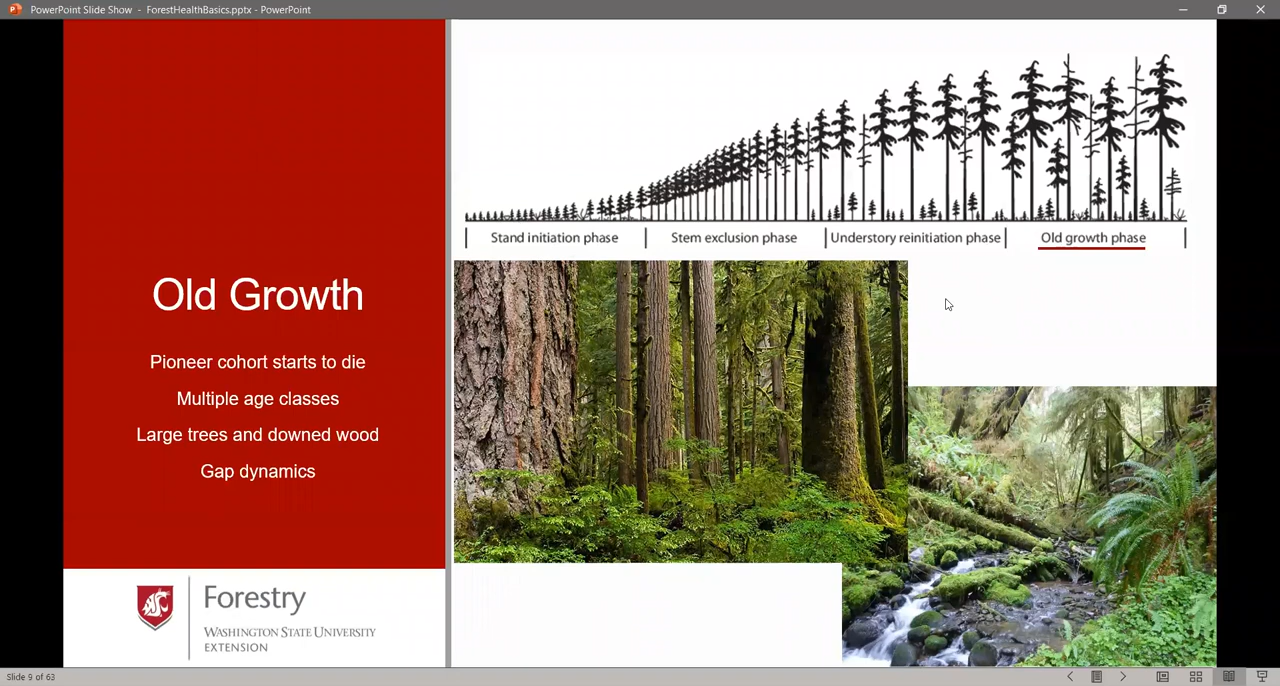 PowerPoint Slide Show - ForestHealthBasics.pptx - PowerPoint
Stand initiation phase
Stem exclusion phase
Understory reinitiation phase
Old growth phase
Old Growth
Pioneer cohort starts to die
Multiple age classes
Large trees and downed wood
Gap dynamics
Forestry
WASHINGTON STATE UNIVERSITY
EXTENSION
Slide 9 of 63